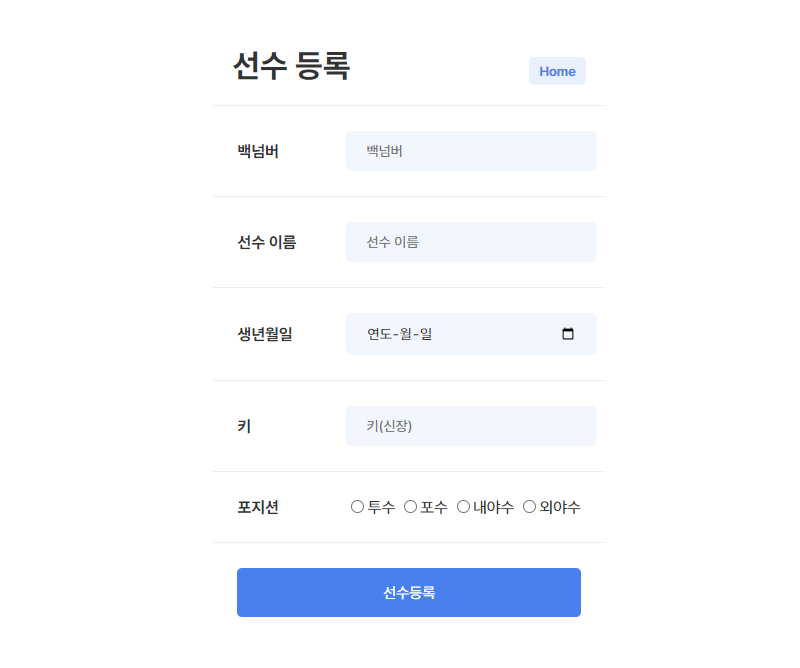 선수 등록
Home
백넘버 백넘버
선수 이름 선수 이름
생년월일 연도-월-일
키 키(신장)
포지션 투수 포수 내야수 외야수
선수등록